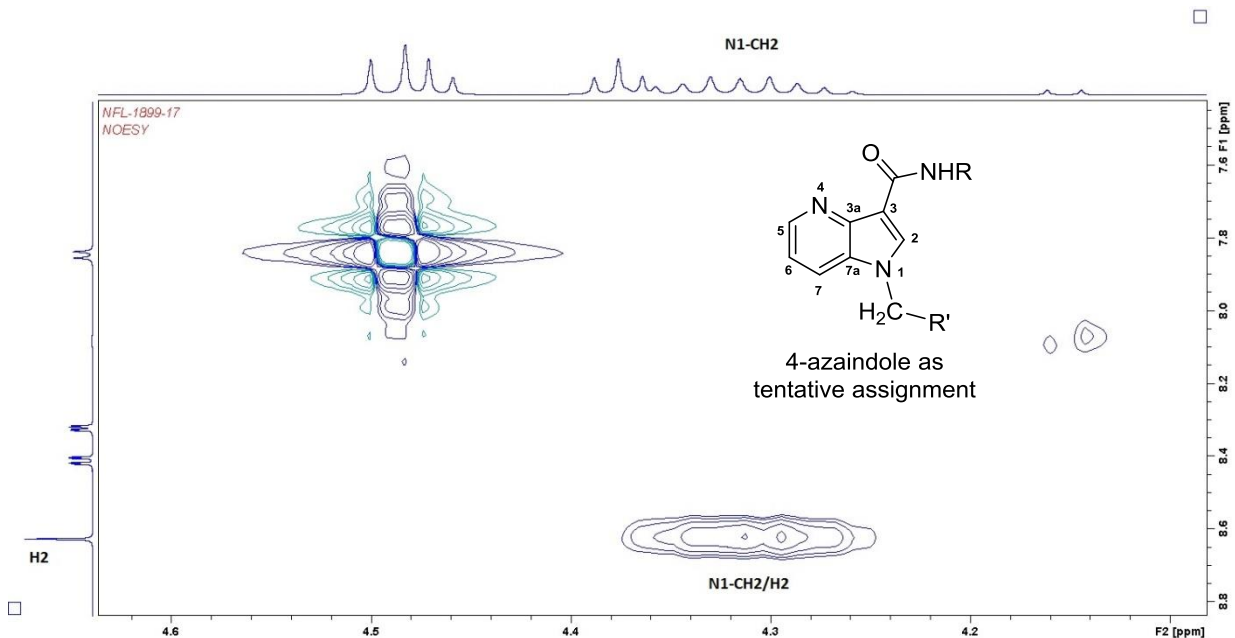 N1-CH2
NFL-1899-17
NOESY
O
NHR
4
N
3a
3
5
2
6
7a
N
1
7
H2C
R'
4-azaindole as
tentative assignment
H2
N1-CH2/H2
F1 [ppm]
7.6
7.8
8.0
8.2
8.4
8.6
8.8
4.6
4.5
4.4
4.3
4.2
F2 [ppm]